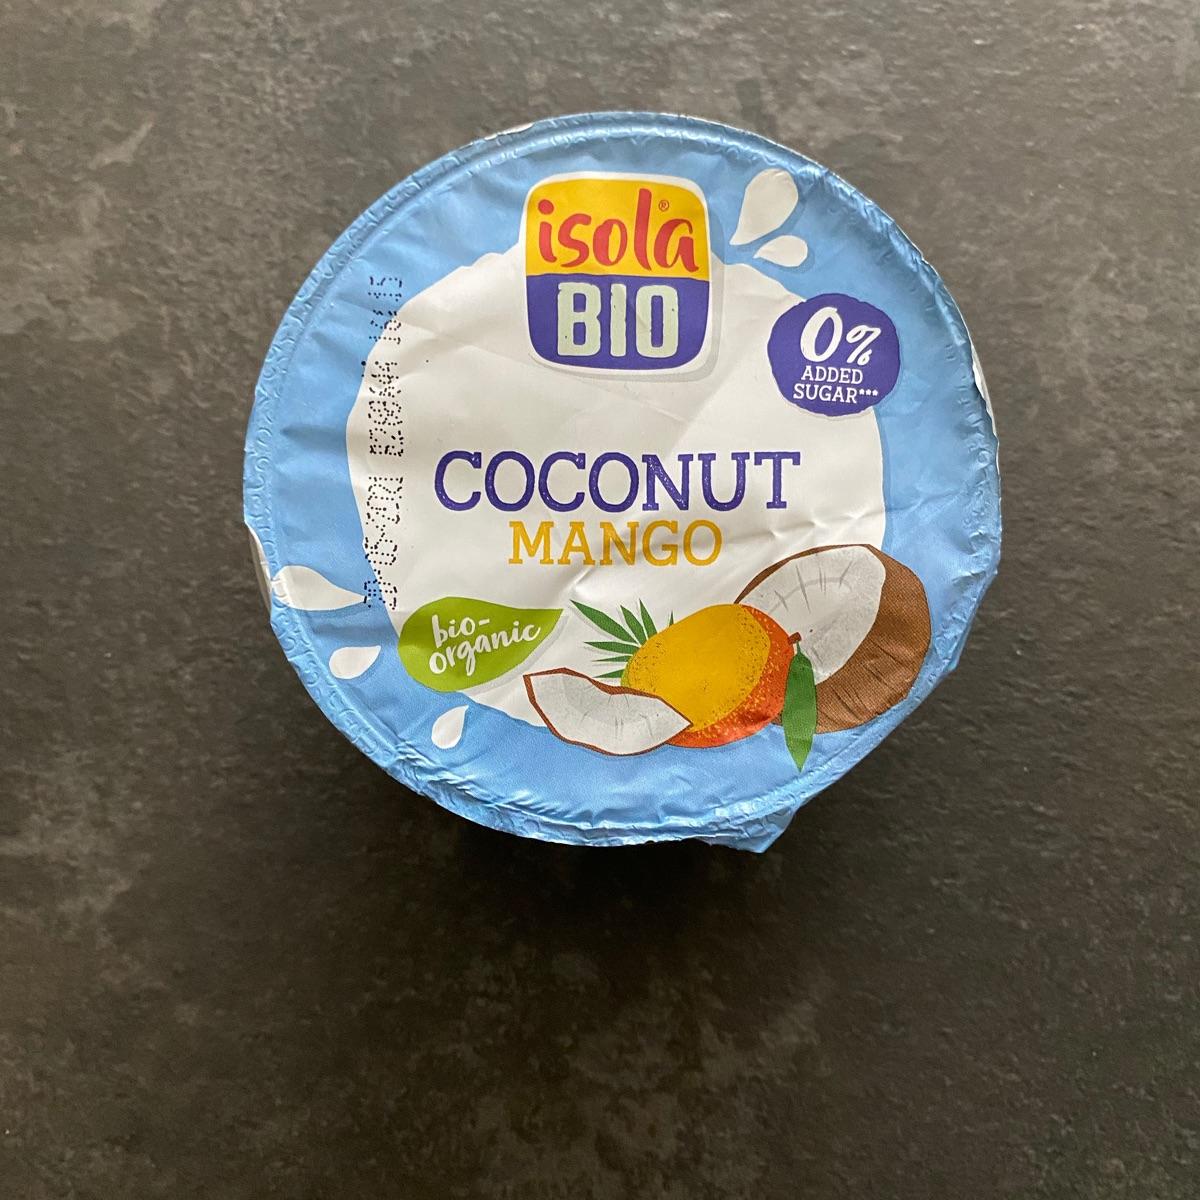 isola®
BIO
0%
ADDED
SUGAR***
COCONUT
MANGO
bio-
organic